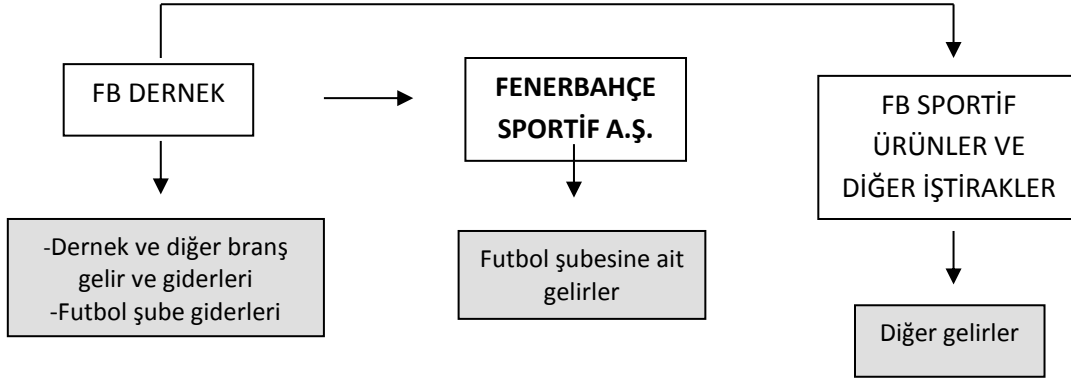 FB DERNEK
FENERBAHÇE
SPORTİF A.Ş.
FB SPORTİF
ÜRÜNLER VE
DİĞER İŞTİRAKLER
-Dernek ve diğer branş
gelir ve giderleri
-Futbol şube giderleri
Futbol şubesine ait
gelirler
Diğer gelirler